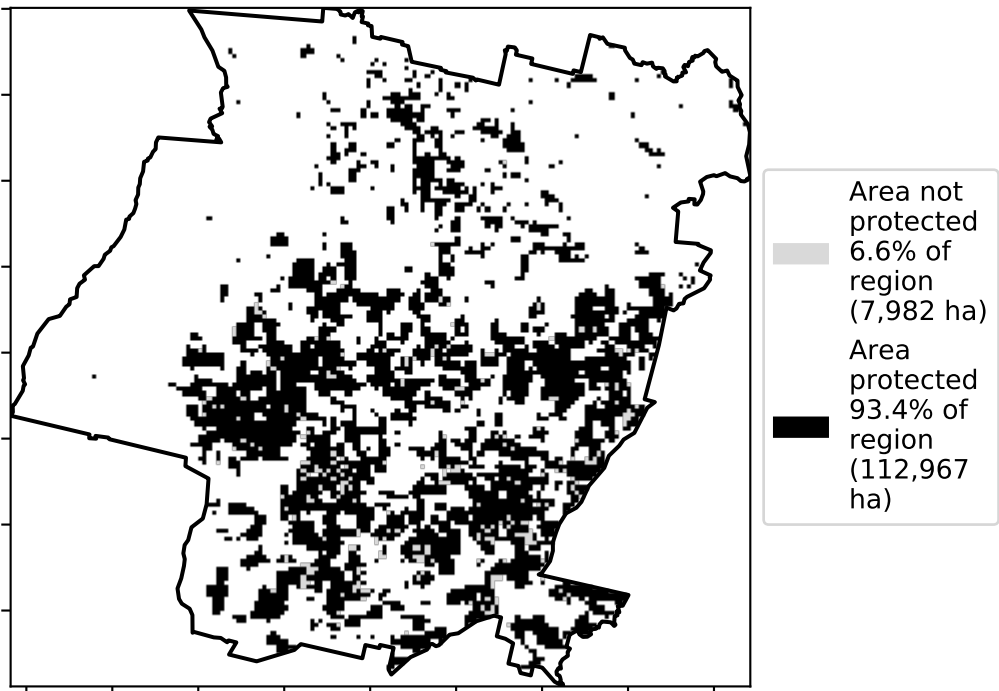 Area not
protected
6.6% of
region
(7,982 ha)
Area
protected
93.4% of
region
(112,967
ha)